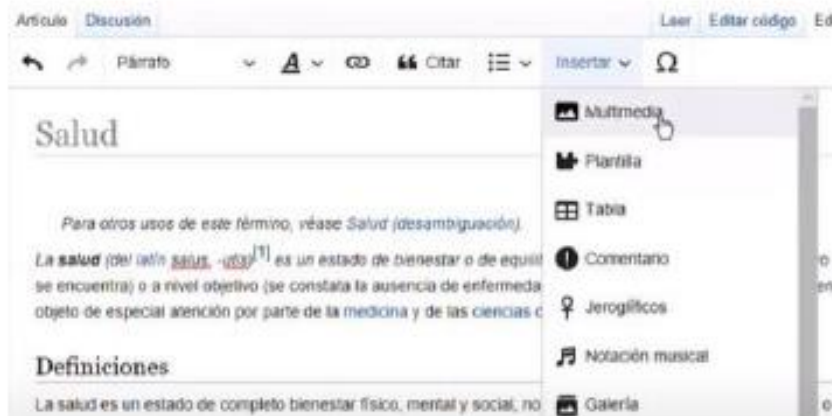 Artículo Discusión Leer Editar código Ed
Párrafo A Citar Insertar Ω
Multimedia
Salud
Plantilla
Tabla
Para otros usos de este término, véase Salud (desambiguación).
La salud (del latín salus, -utis)[1] es un estado de bienestar o de equili
Comentario
se encuentra) o a nivel objetivo (se constata la ausencia de enfermeda
objeto de especial atención por parte de la medicina y de las ciencias
Jeroglíficos
Notación musical
Definiciones
La salud es un estado de completo bienestar físico, mental y social, no
Galería